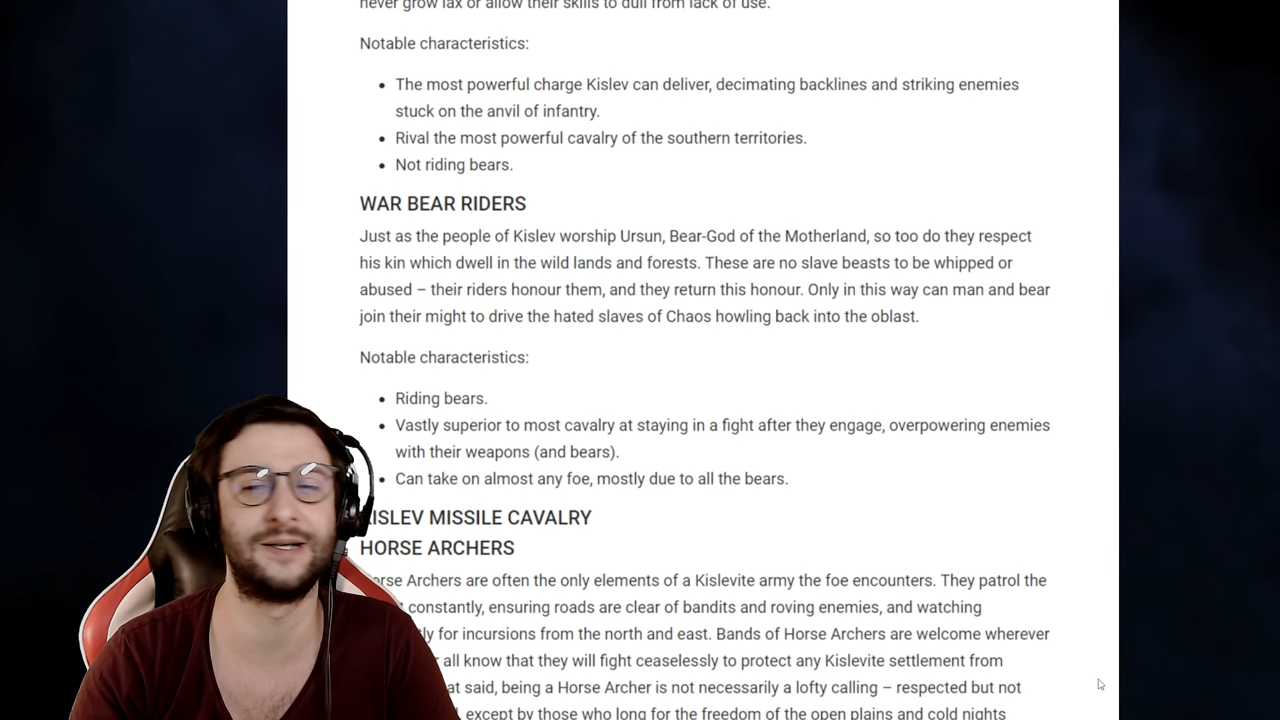 never grow lax or allow their skills to dull from lack of use.
Notable characteristics:
The most powerful charge Kislev can deliver, decimating backlines and striking enemies
stuck on the anvil of infantry.
Rival the most powerful cavalry of the southern territories.
Not riding bears.
WAR BEAR RIDERS
Just as the people of Kislev worship Ursun, Bear-God of the Motherland, so too do they respect
his kin which dwell in the wild lands and forests. These are no slave beasts to be whipped or
abused – their riders honour them, and they return this honour. Only in this way can man and bear
join their might to drive the hated slaves of Chaos howling back into the oblast.
Notable characteristics:
Riding bears.
Vastly superior to most cavalry at staying in a fight after they engage, overpowering enemies
with their weapons (and bears).
Can take on almost any foe, mostly due to all the bears.
KISLEV MISSILE CAVALRY
HORSE ARCHERS
Horse Archers are often the only elements of a Kislevite army the foe encounters. They patrol the
constantly, ensuring roads are clear of bandits and roving enemies, and watching
for incursions from the north and east. Bands of Horse Archers are welcome wherever
all know that they will fight ceaselessly to protect any Kislevite settlement from
said, being a Horse Archer is not necessarily a lofty calling – respected but not
except by those who long for the freedom of the open plains and cold nights